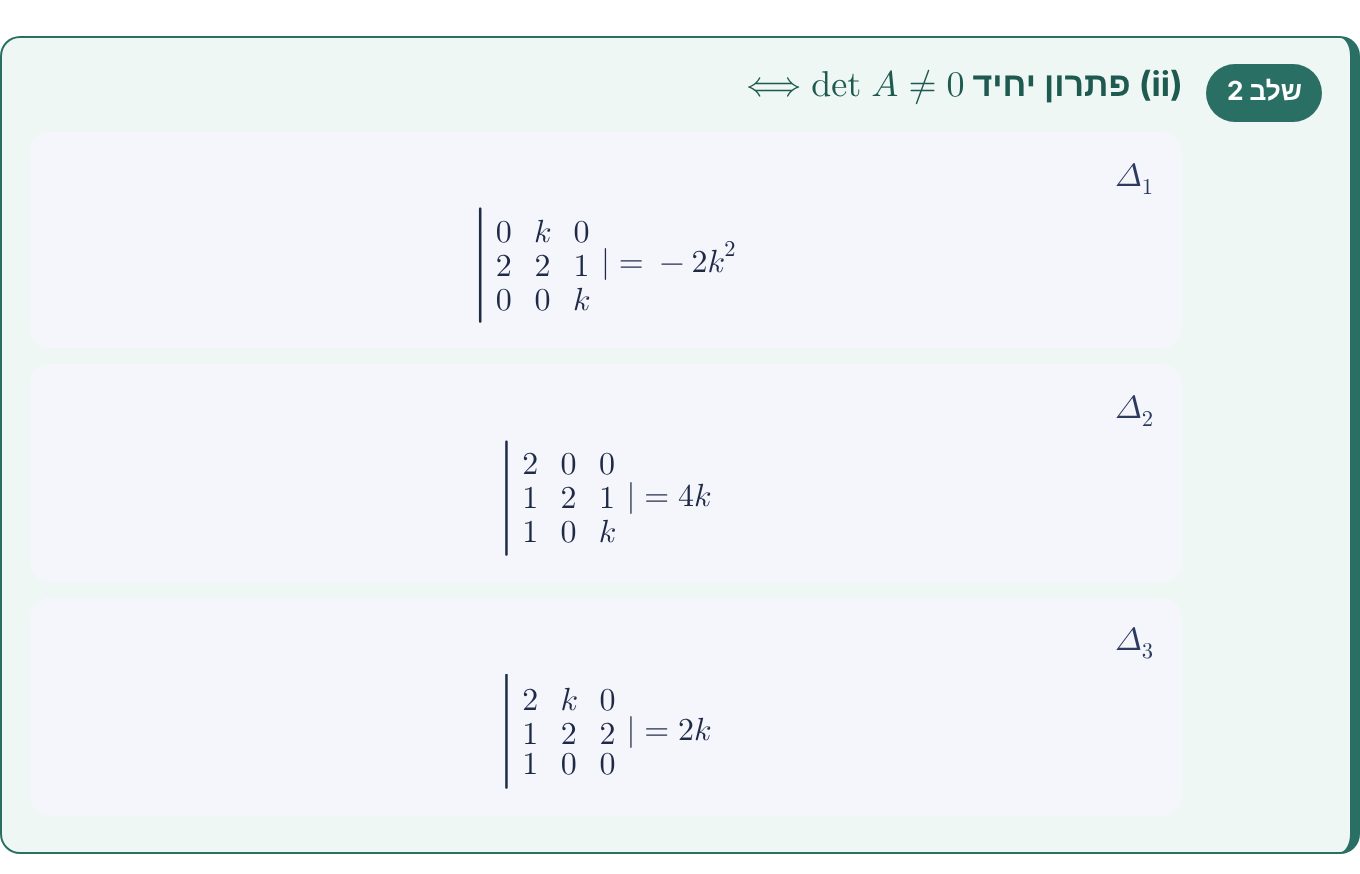 שלב 2
(ii) פתרון יחיד ⟺ det A ≠ 0
Δ₁
| 0 k 0
2 2 1 | = − 2k²
0 0 k
Δ₂
| 2 0 0
1 2 1 | = 4k
1 0 k
Δ₃
| 2 k 0
1 2 2 | = 2k
1 0 0